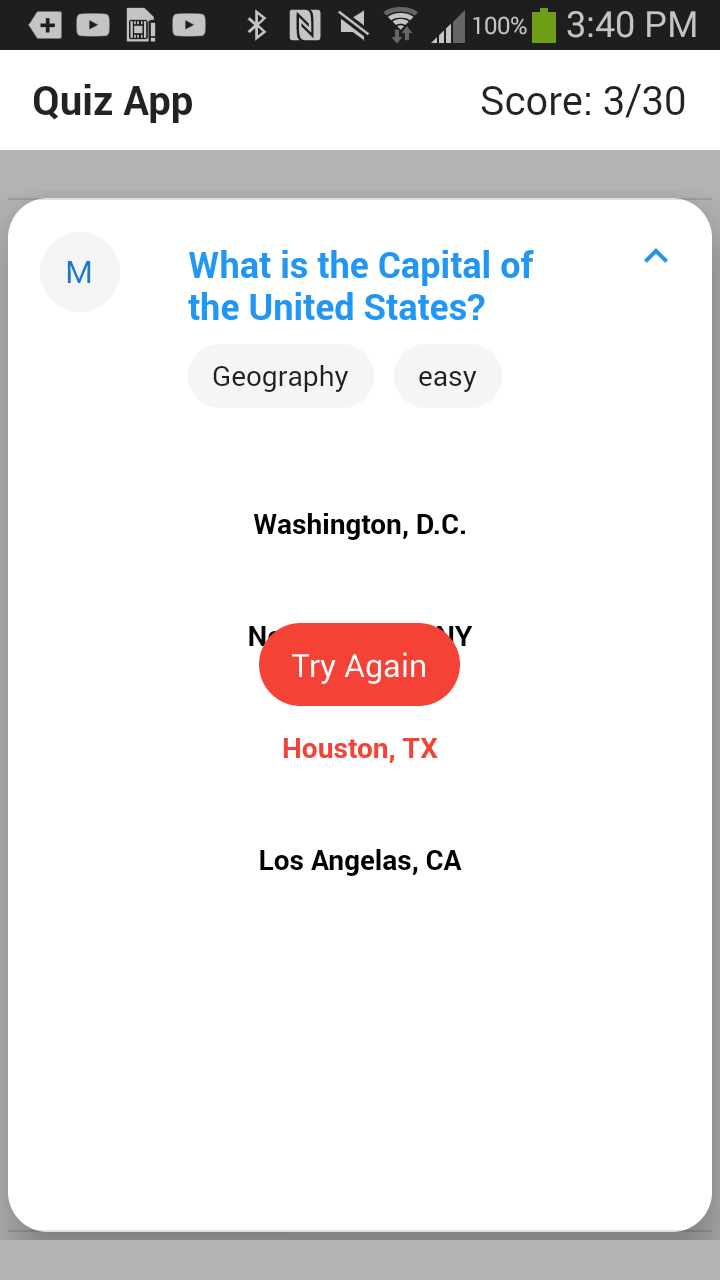 100% 3:40 PM
Quiz App Score: 3/30
M
What is the Capital of
the United States?
Geography easy
Washington, D.C.
NY
Try Again
Houston, TX
Los Angelas, CA